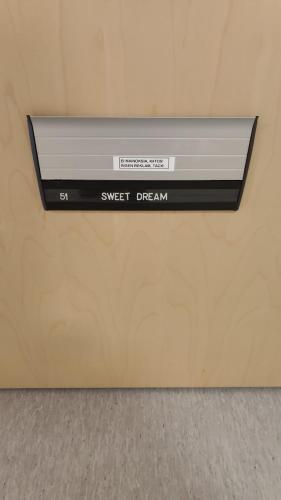 EI MAINOKSIA, KIITOS!
INGEN REKLAM, TACK!
51 SWEET DREAM